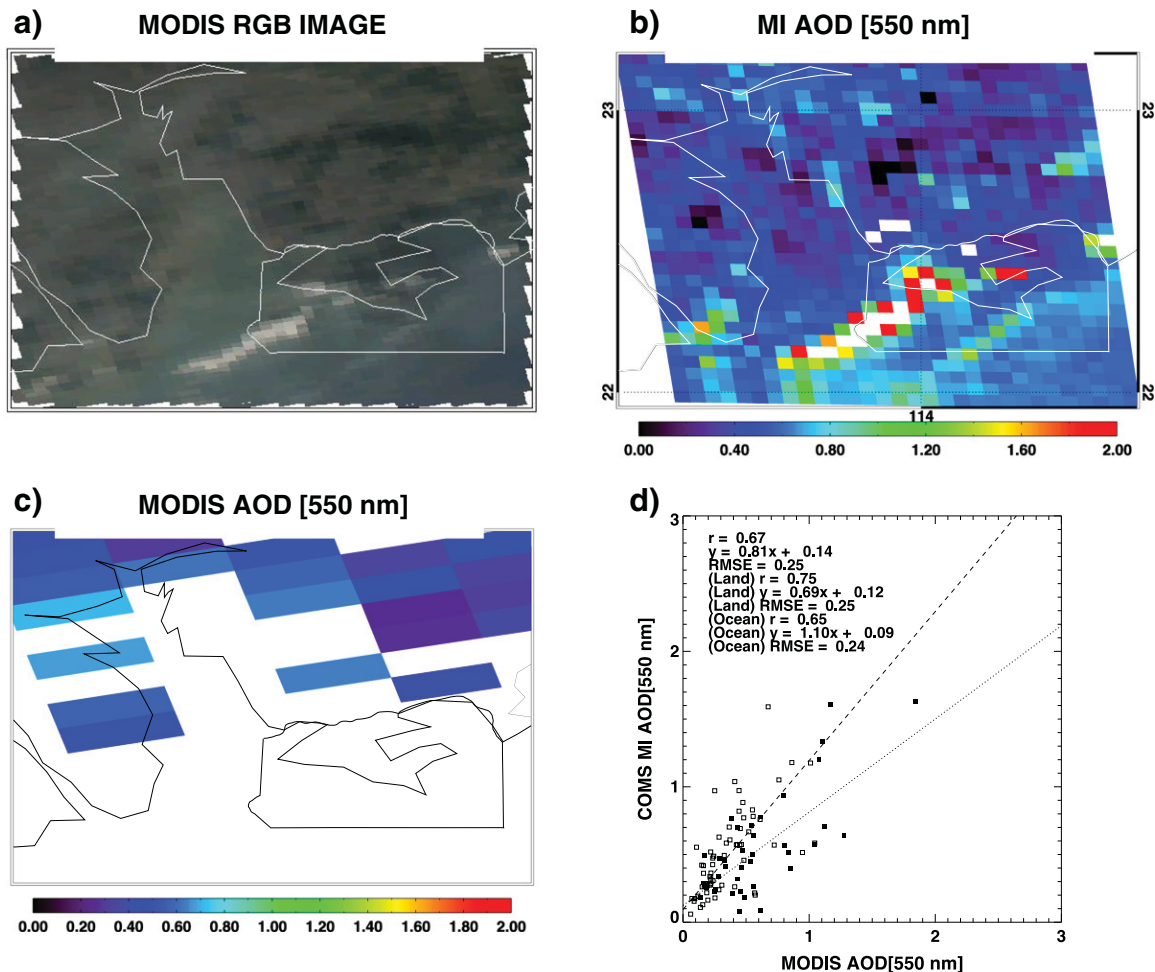 a) MODIS RGB IMAGE
b) MI AOD [550 nm]
23
23
22
22
114
0.00 0.40 0.80 1.20 1.60 2.00
c) MODIS AOD [550 nm]
0.00 0.20 0.40 0.60 0.80 1.00 1.20 1.40 1.60 1.80 2.00
d)
3
2
1
0
COMS MI AOD[550 nm]
r = 0.67
y = 0.81x + 0.14
RMSE = 0.25
(Land) r = 0.75
(Land) y = 0.69x + 0.12
(Land) RMSE = 0.25
(Ocean) r = 0.65
(Ocean) y = 1.10x + 0.09
(Ocean) RMSE = 0.24
0 1 2 3
MODIS AOD[550 nm]